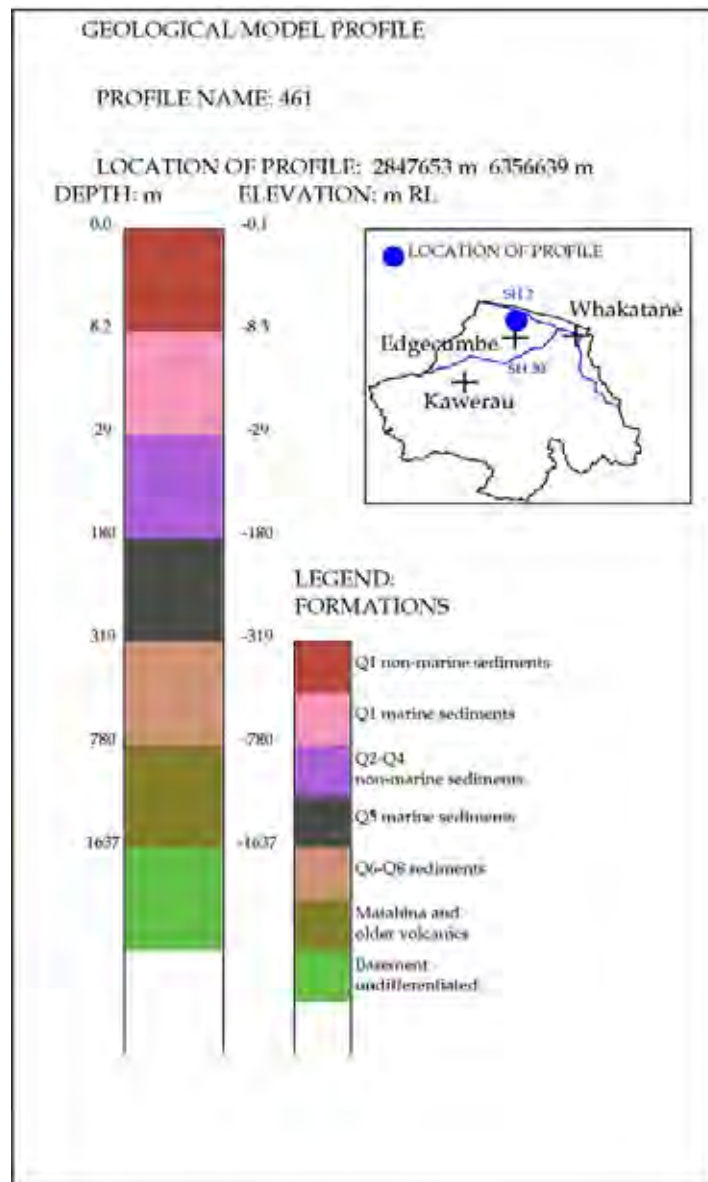 GEOLOGICAL MODEL PROFILE
PROFILE NAME: 461
LOCATION OF PROFILE: 2847653 m 6356639 m
DEPTH: m ELEVATION: m RL
0.0 -0.1
8.2 -8.3
29 -29
180 -180
319 -319
780 -780
1637 -1637
LOCATION OF PROFILE
SH 2
Whakatane
Edgecumbe
SH 30
Kawerau
LEGEND:
FORMATIONS
Q1 non-marine sediments
Q1 marine sediments
Q2-Q4
non-marine sediments
Q5 marine sediments
Q6-Q8 sediments
Matahina and
older volcanics
Basement
undifferentiated